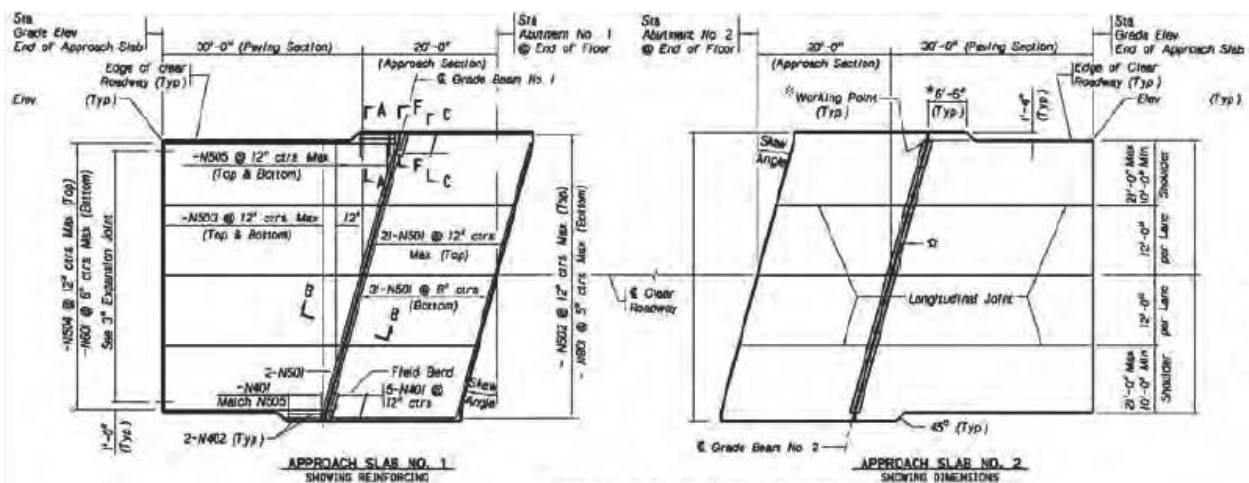 Sta
Grade Elev
End of Approach Slab
30'-0" (Paving Section)
20'-0"
(Approach Section)
Sta
Abutment No. 1
@ End of Floor
℄ Grade Beam No. 1
Edge of clear
Roadway (Typ)
Elev
(Typ)
A
F
C
F
A
C
-N505 @ 12" ctrs Max
(Top & Bottom)
-N503 @ 12" ctrs Max
(Top & Bottom)
12"
21-N501 @ 12" ctrs
Max (Top)
31-N501 @ 8" ctrs
(Bottom)
B
B
-N504 @ 12" ctrs Max (Top)
-N601 @ 6" ctrs Max (Bottom)
See 3" Expansion Joint
2-N501
Field Bend
-N401
Match N505
5-N401 @
12" ctrs
Skew
Angle
2-N402 (Typ)
1'-0"
(Typ)
-N502 @ 12" ctrs Max (Top)
-N801 @ 5" ctrs Max (Bottom)
APPROACH SLAB NO. 1
SHOWING REINFORCING
℄ Clear
Roadway
Sta
Abutment No. 2
@ End of Floor
20'-0"
(Approach Section)
30'-0" (Paving Section)
Sta
Grade Elev
End of Approach Slab
Edge of Clear
Roadway (Typ)
Elev
(Typ)
Working Point
(Typ)
6'-6"
(Typ)
(Typ)
Skew
Angle
Longitudinal Joint
21'-0" Max
10'-0" Min
Shoulder
12'-0"
per Lane
12'-0"
per Lane
21'-0" Max
10'-0" Min
Shoulder
45° (Typ)
℄ Grade Beam No 2
APPROACH SLAB NO. 2
SHOWING DIMENSIONS